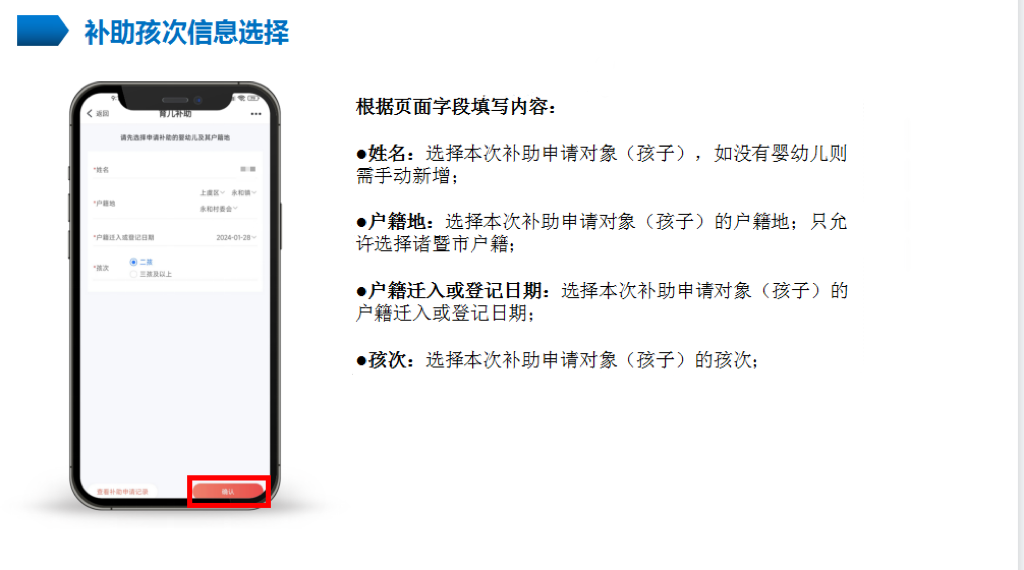 补助孩次信息选择
返回
育儿补助
请先选择申请补助的婴幼儿及其户籍地
*姓名
上虞区 永和镇
*户籍地
永和村委会
*户籍迁入或登记日期 2024-01-28
*孩次
二孩
三孩及以上
查看补助申请记录
确认
根据页面字段填写内容：
●姓名：选择本次补助申请对象（孩子），如没有婴幼儿则
需手动新增；
●户籍地：选择本次补助申请对象（孩子）的户籍地；只允
许选择诸暨市户籍；
●户籍迁入或登记日期：选择本次补助申请对象（孩子）的
户籍迁入或登记日期；
●孩次：选择本次补助申请对象（孩子）的孩次；